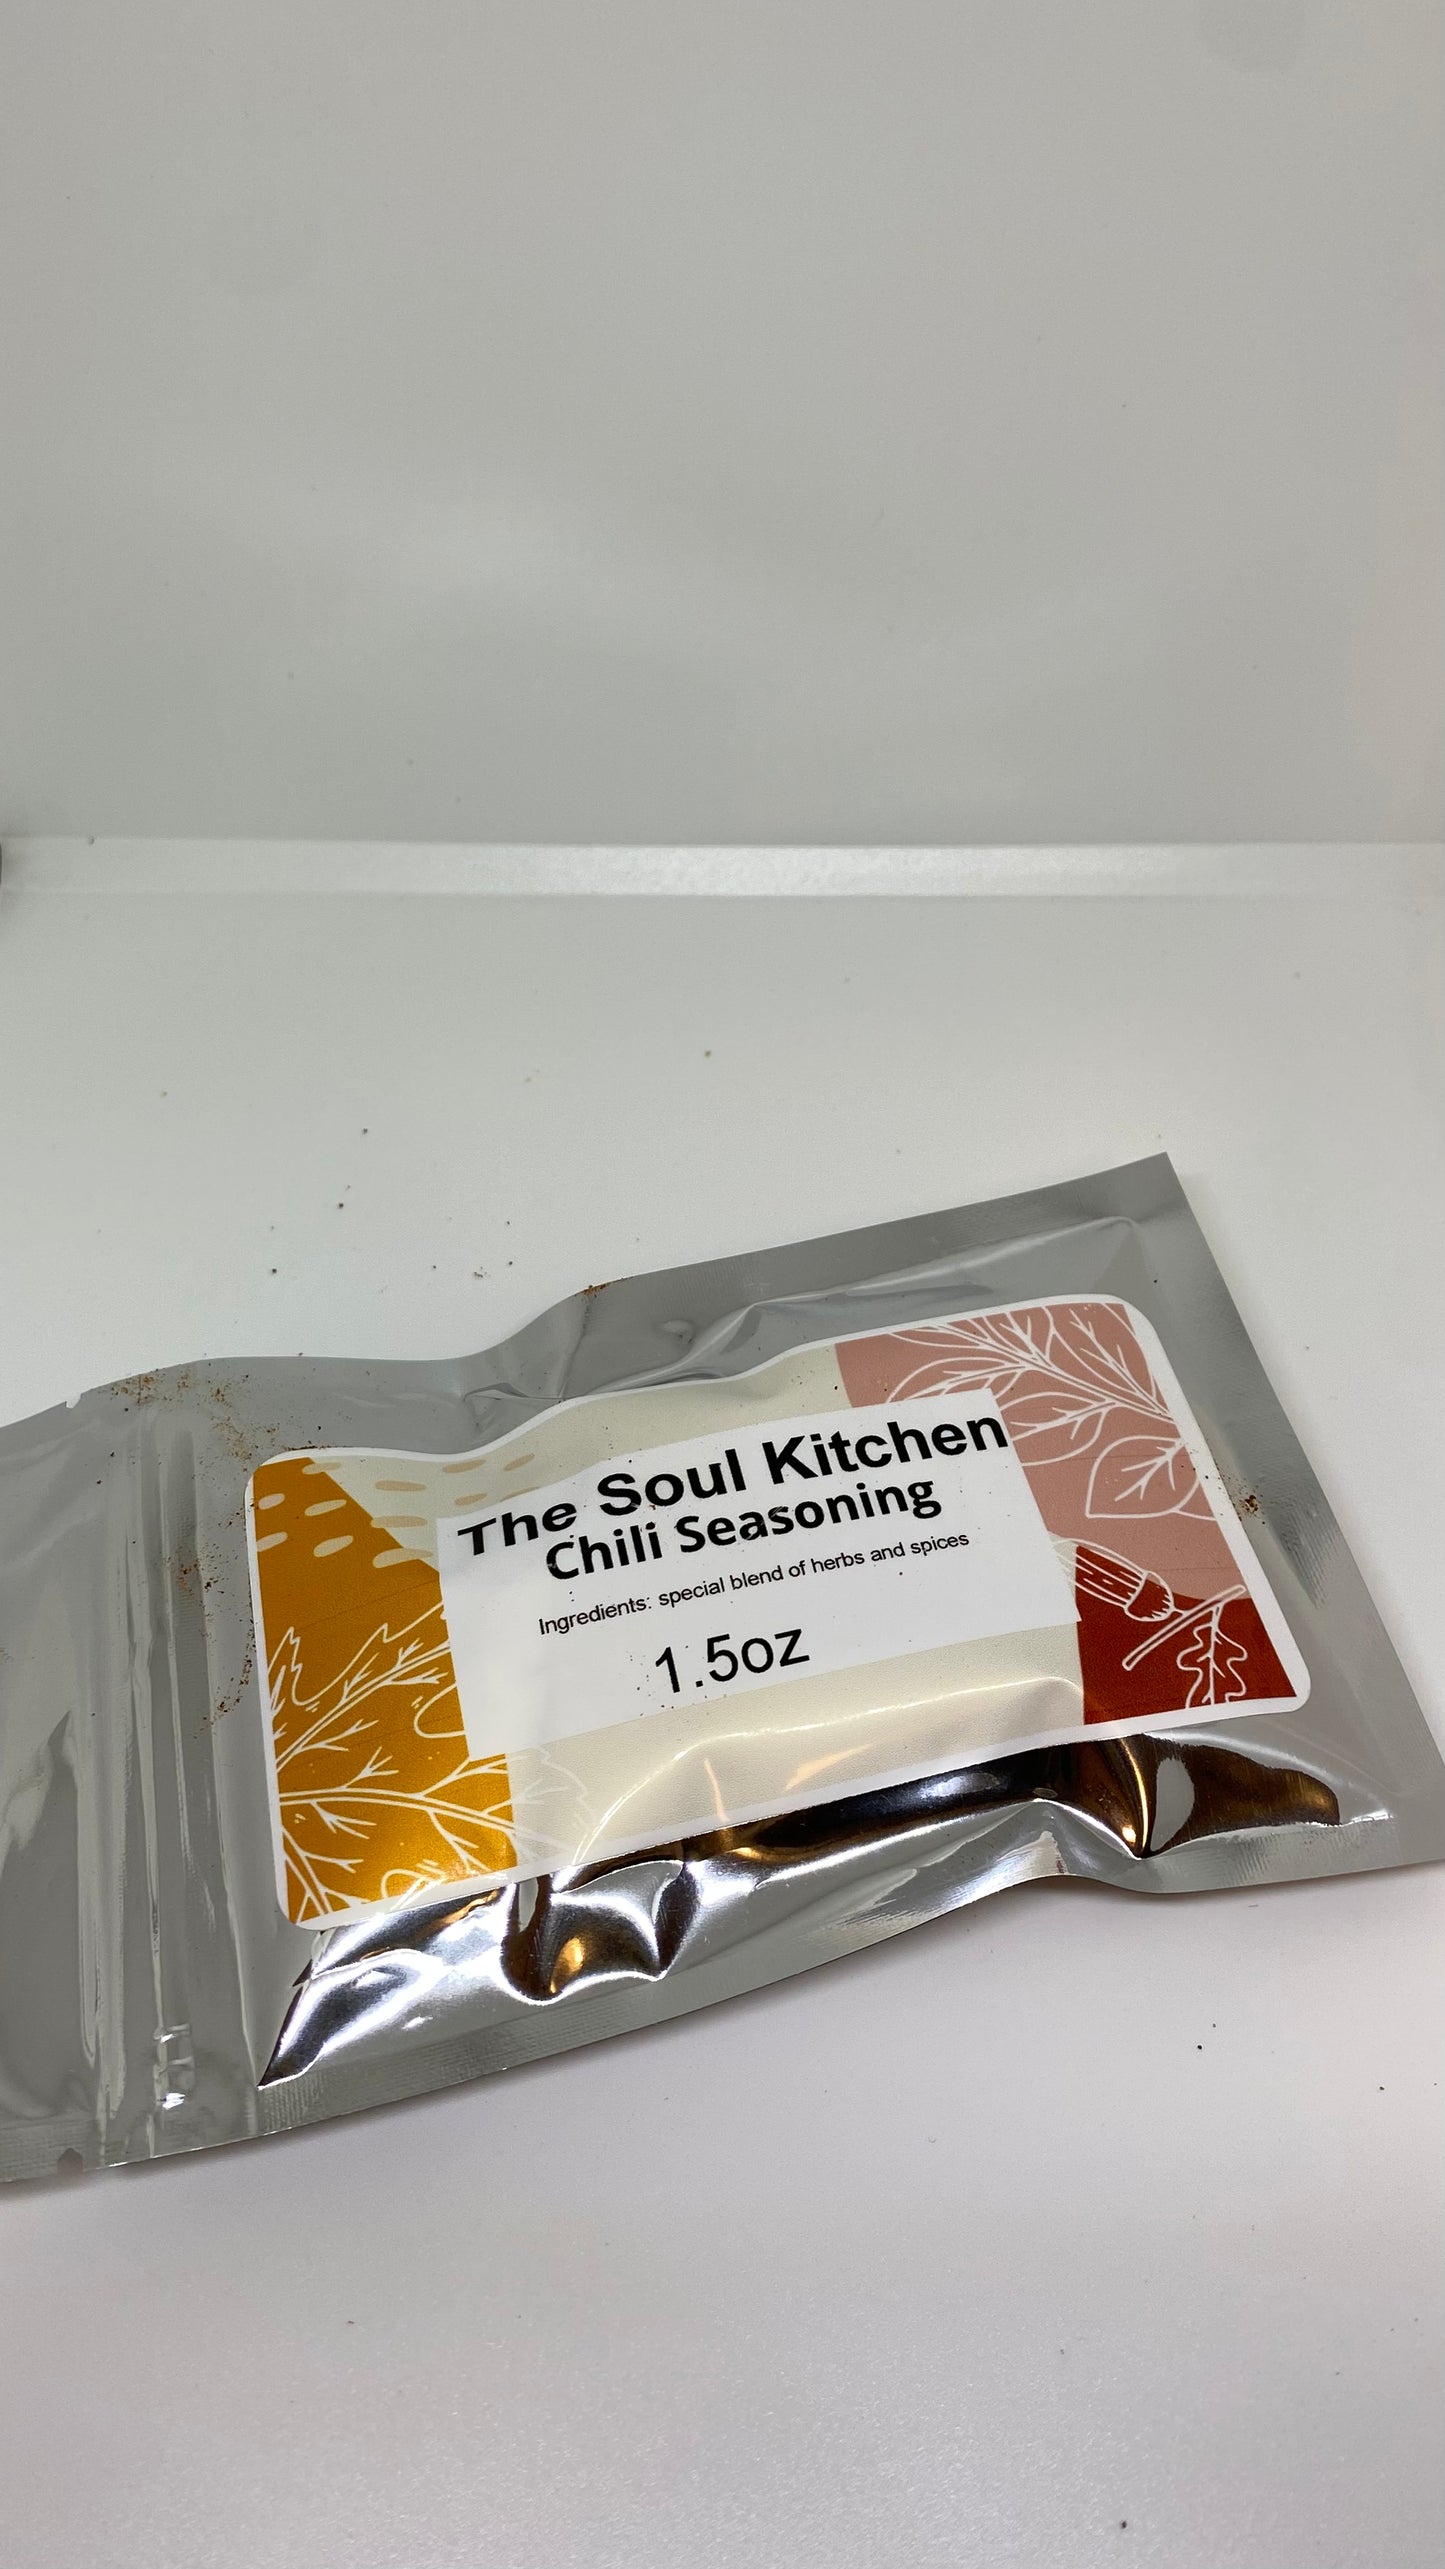 The Soul Kitchen
Chili Seasoning
Ingredients: special blend of herbs and spices
1.5oz